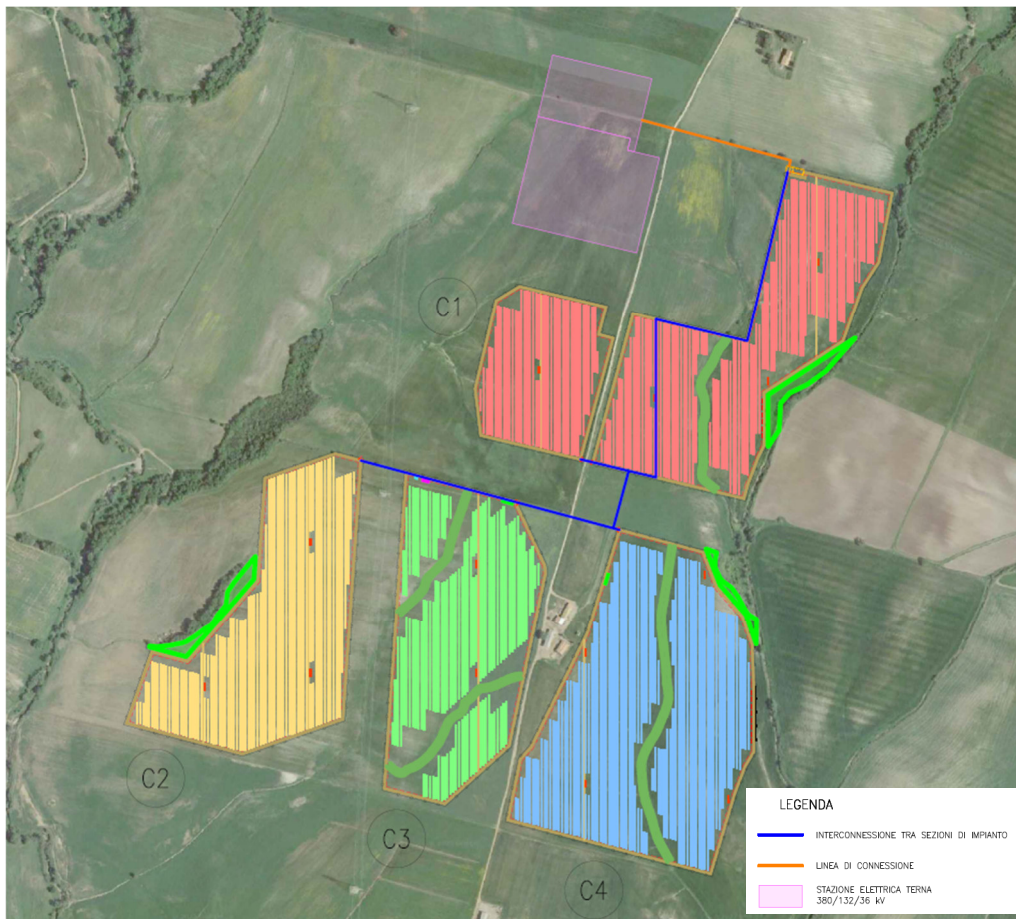 C1
C2
C3
C4
LEGENDA
INTERCONNESSIONE TRA SEZIONI DI IMPIANTO
LINEA DI CONNESSIONE
STAZIONE ELETTRICA TERNA
380/132/36 kV